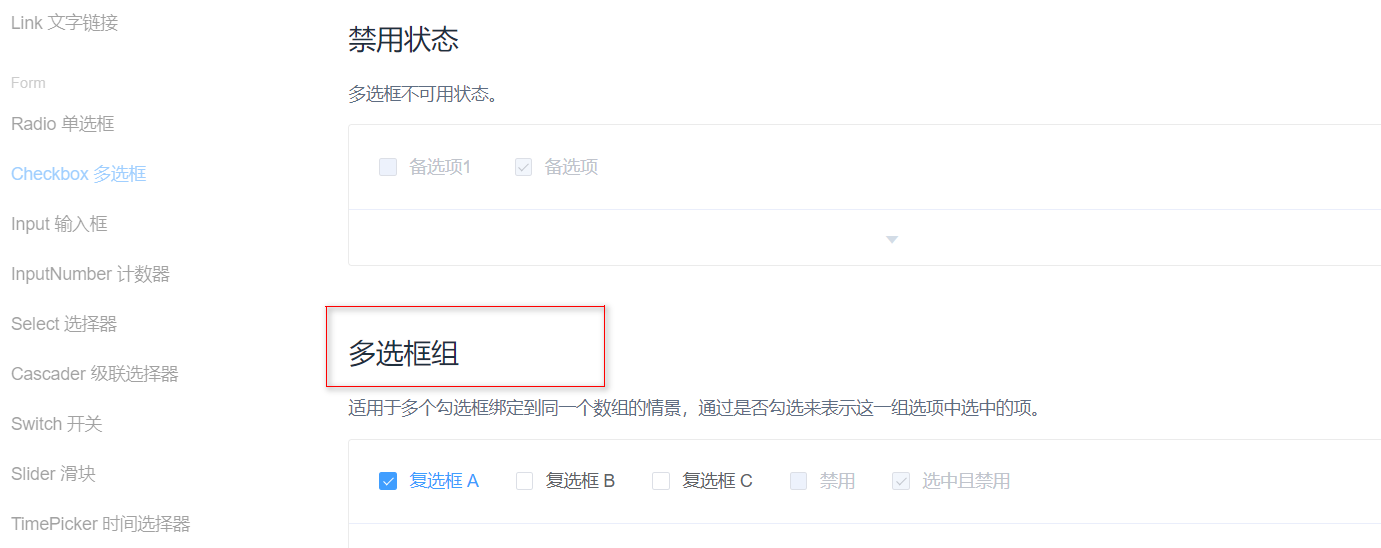 Link 文字链接
Form
Radio 单选框
Checkbox 多选框
Input 输入框
InputNumber 计数器
Select 选择器
Cascader 级联选择器
Switch 开关
Slider 滑块
TimePicker 时间选择器
禁用状态
多选框不可用状态。
备选项1 备选项
多选框组
适用于多个勾选框绑定到同一个数组的情景，通过是否勾选来表示这一组选项中选中的项。
复选框 A 复选框 B 复选框 C 禁用 选中且禁用